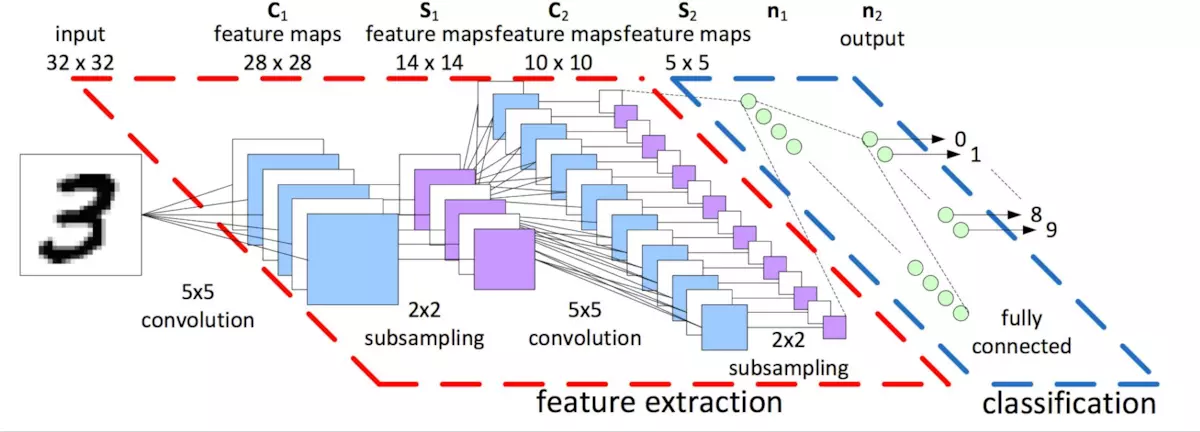 input
32 x 32
C1
feature maps
28 x 28
S1
feature maps
14 x 14
C2
feature maps
10 x 10
S2
feature maps
5 x 5
n1
n2
output
3
0
1
8
9
5x5
convolution
2x2
subsampling
5x5
convolution
2x2
subsampling
fully
connected
feature extraction
classification